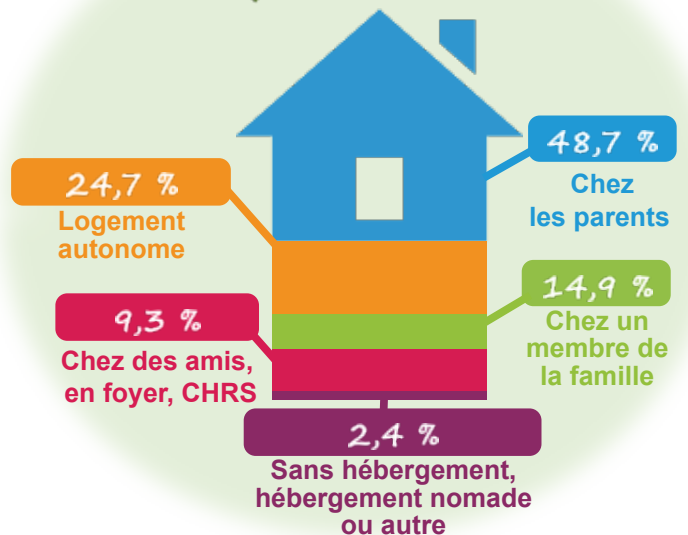 48,7 %
Chez
les parents
24,7 %
Logement
autonome
14,9 %
Chez un
membre de
la famille
9,3 %
Chez des amis,
en foyer, CHRS
2,4 %
Sans hébergement,
hébergement nomade
ou autre